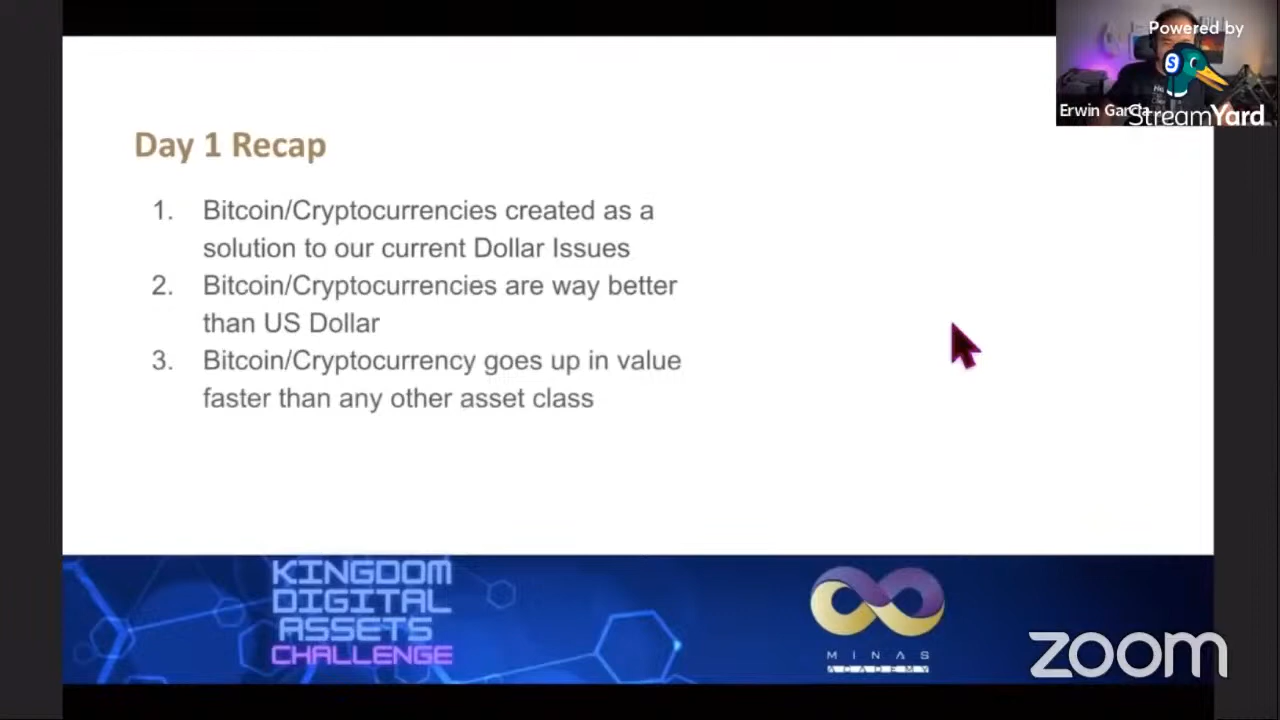 Powered by
S
Erwin Garcia
StreamYard
Day 1 Recap
1. Bitcoin/Cryptocurrencies created as a
solution to our current Dollar Issues
2. Bitcoin/Cryptocurrencies are way better
than US Dollar
3. Bitcoin/Cryptocurrency goes up in value
faster than any other asset class
KINGDOM
DIGITAL
ASSETS
CHALLENGE
MINAS
ACADEMY
zoom